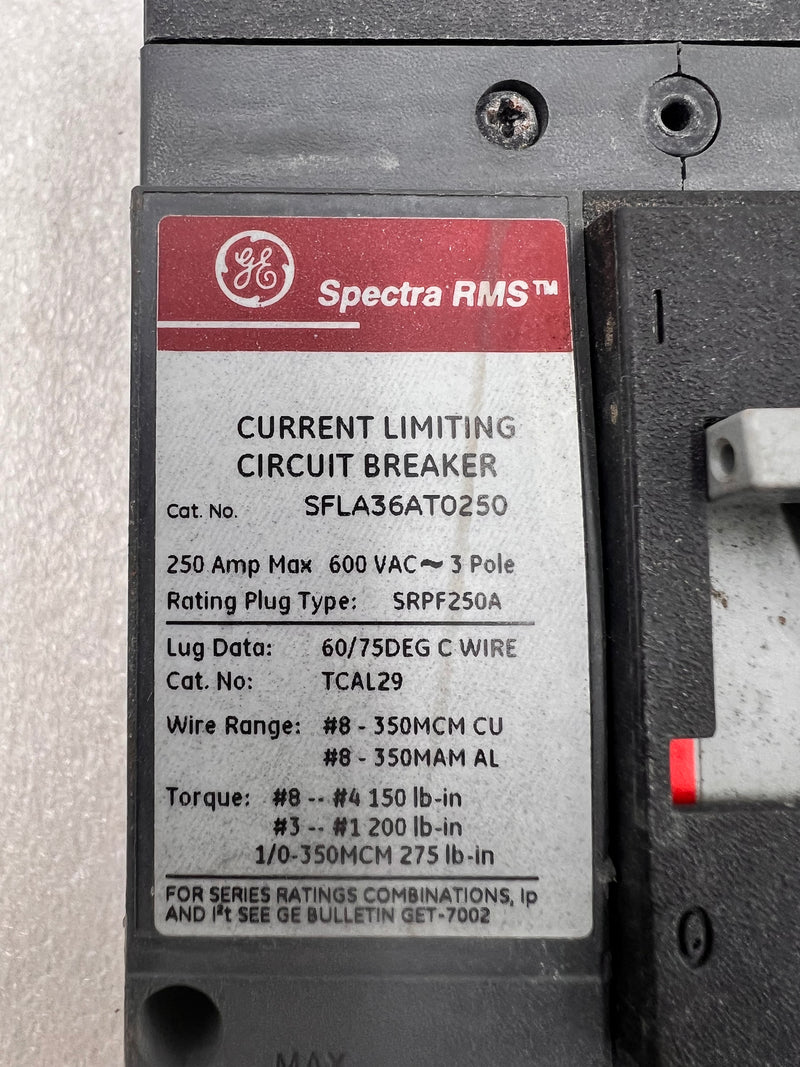 GE
Spectra RMS™
CURRENT LIMITING
CIRCUIT BREAKER
Cat. No. SFLA36AT0250
250 Amp Max 600 VAC~ 3 Pole
Rating Plug Type: SRPF250A
Lug Data: 60/75DEG C WIRE
Cat. No: TCAL29
Wire Range: #8 - 350MCM CU
#8 - 350MAM AL
Torque: #8 -- #4 150 lb-in
#3 -- #1 200 lb-in
1/0-350MCM 275 lb-in
FOR SERIES RATINGS COMBINATIONS, Ip
AND I²t SEE GE BULLETIN GET-7002
I
O
MAX